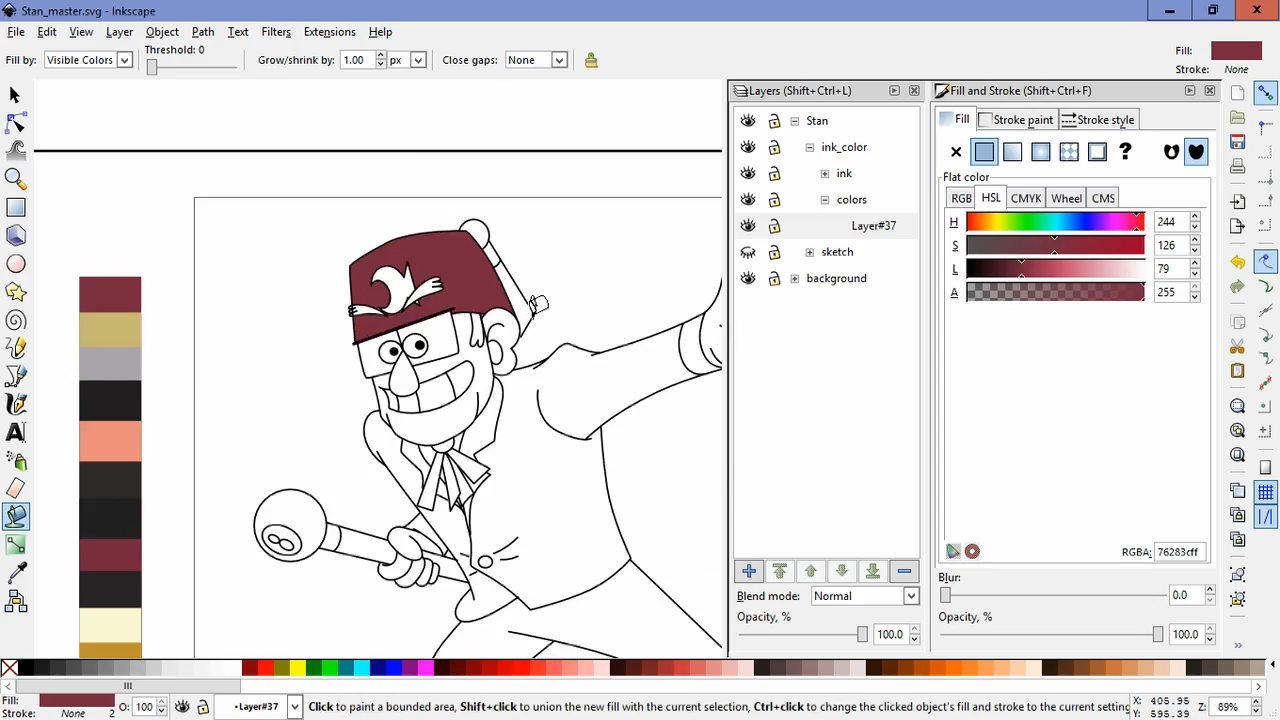 Stan_master.svg - Inkscape
File Edit View Layer Object Path Text Filters Extensions Help
Fill by: Visible Colors Threshold: 0 Grow/shrink by: 1.00 px Close gaps: None Fill:
Stroke: None
Layers (Shift+Ctrl+L) Fill and Stroke (Shift+Ctrl+F)
Stan Fill Stroke paint Stroke style
ink_color
ink ?
Flat color
colors RGB HSL CMYK Wheel CMS
Layer#37 H 244
S 126
sketch L 79
background A 255
RGBA: 76283cff
Blur:
Blend mode: Normal 0.0
Opacity, % Opacity, %
100.0 100.0
Fill: O: 100 •Layer#37 Click to paint a bounded area, Shift+click to union the new fill with the current selection, Ctrl+click to change the clicked object's fill and stroke to the current setting X: 405.95 Z: 89%
Stroke: None 2 Y: 595.39